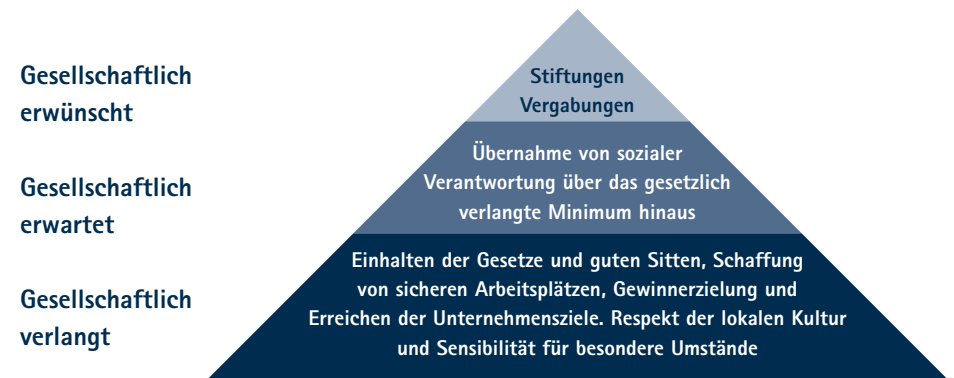 Gesellschaftlich
erwünscht
Stiftungen
Vergabungen
Gesellschaftlich
erwartet
Übernahme von sozialer
Verantwortung über das gesetzlich
verlangte Minimum hinaus
Gesellschaftlich
verlangt
Einhalten der Gesetze und guten Sitten, Schaffung
von sicheren Arbeitsplätzen, Gewinnerzielung und
Erreichen der Unternehmensziele. Respekt der lokalen Kultur
und Sensibilität für besondere Umstände